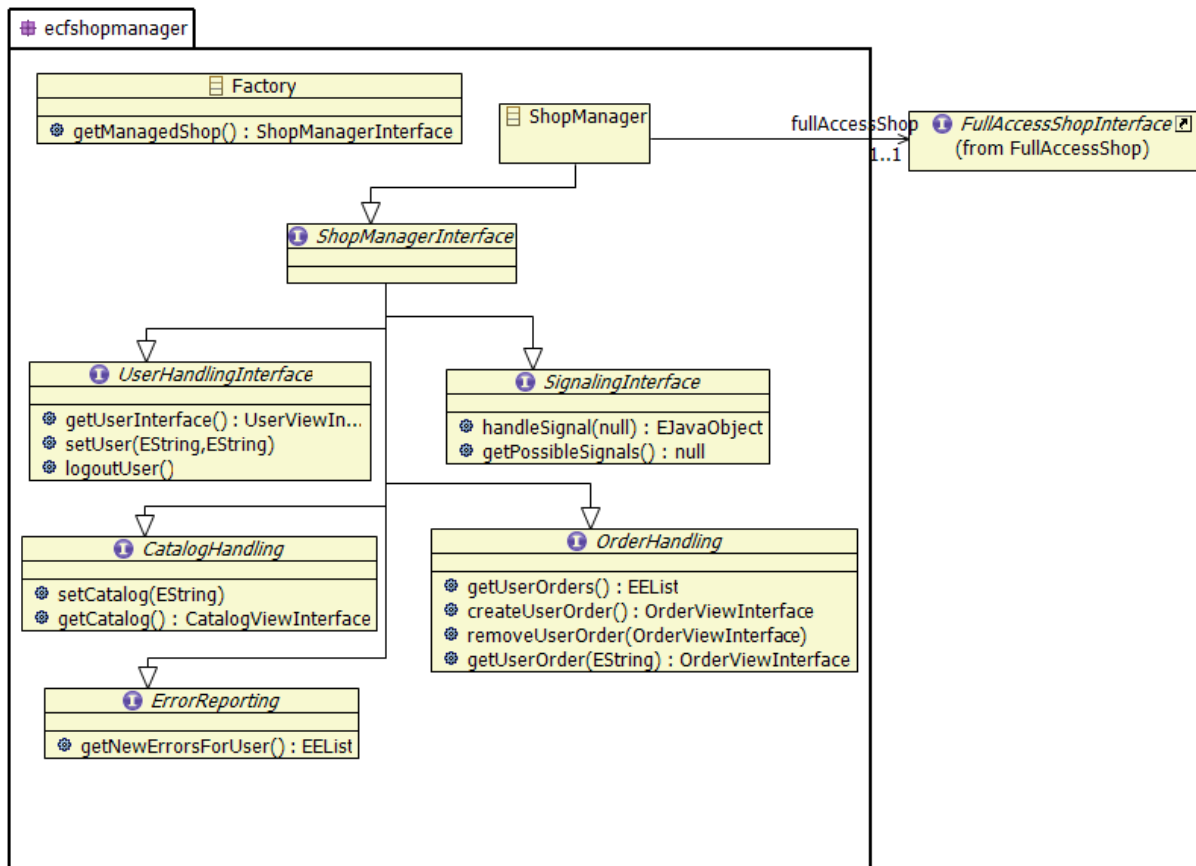 ecfshopmanager
Factory
getManagedShop() : ShopManagerInterface
ShopManager
fullAccessShop
1..1
FullAccessShopInterface
(from FullAccessShop)
ShopManagerInterface
UserHandlingInterface
getUserInterface() : UserViewIn...
setUser(EString,EString)
logoutUser()
SignalingInterface
handleSignal(null) : EJavaObject
getPossibleSignals() : null
CatalogHandling
setCatalog(EString)
getCatalog() : CatalogViewInterface
OrderHandling
getUserOrders() : EEList
createUserOrder() : OrderViewInterface
removeUserOrder(OrderViewInterface)
getUserOrder(EString) : OrderViewInterface
ErrorReporting
getNewErrorsForUser() : EEList